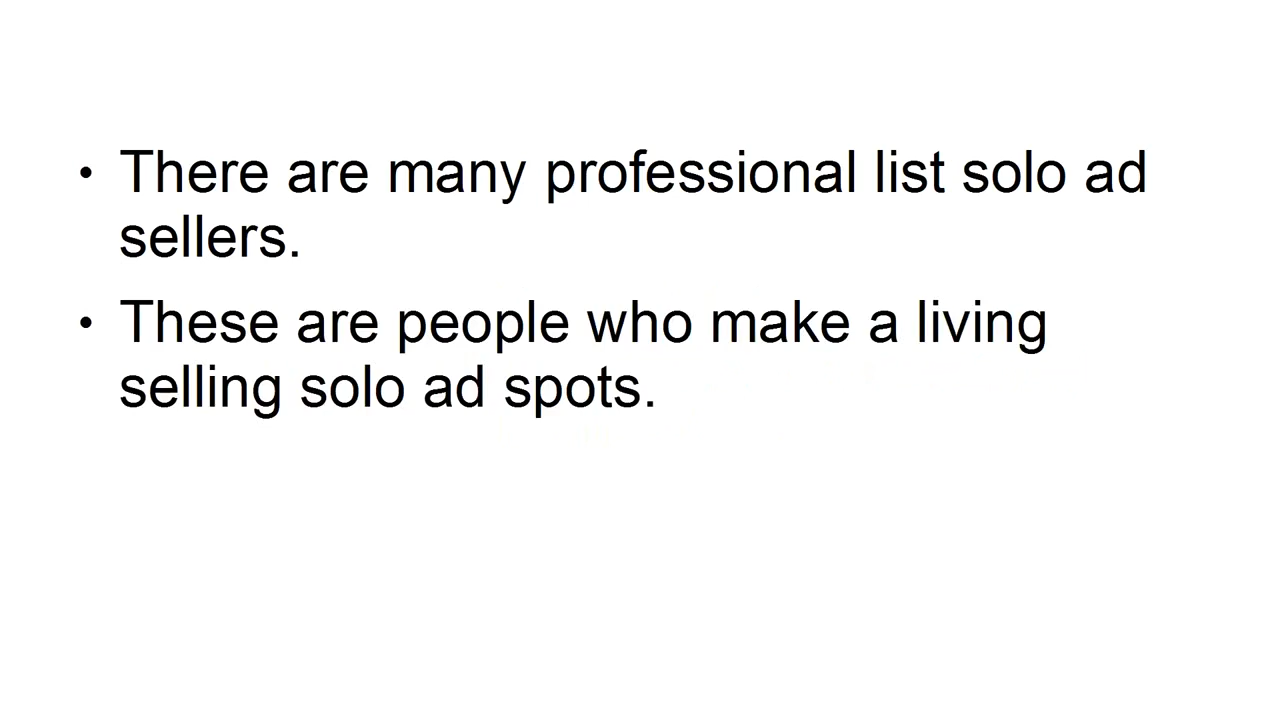 • There are many professional list solo ad
sellers.
• These are people who make a living
selling solo ad spots.